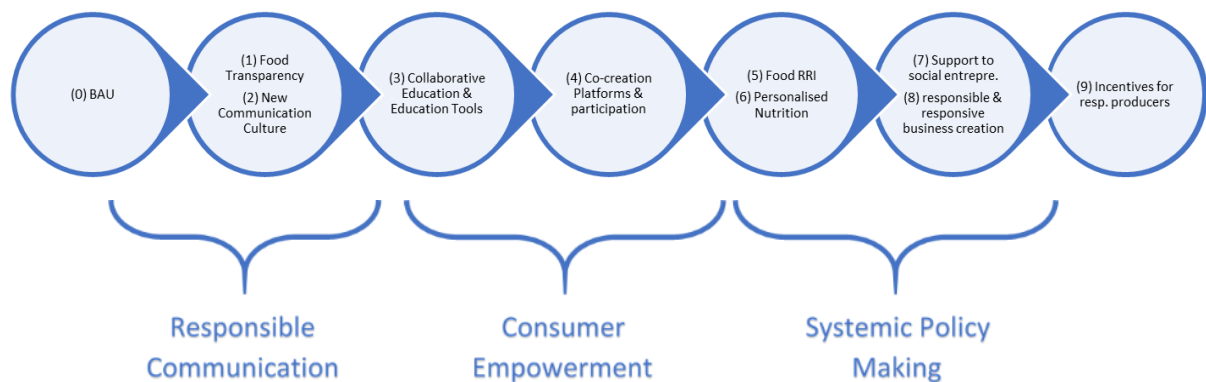 (0) BAU
(1) Food
Transparency
(2) New
Communication
Culture
(3) Collaborative
Education &
Education Tools
(4) Co-creation
Platforms &
participation
(5) Food RRI
(6) Personalised
Nutrition
(7) Support to
social entrepre.
(8) responsible &
responsive
business creation
(9) Incentives for
resp. producers
Responsible
Communication
Consumer
Empowerment
Systemic Policy
Making